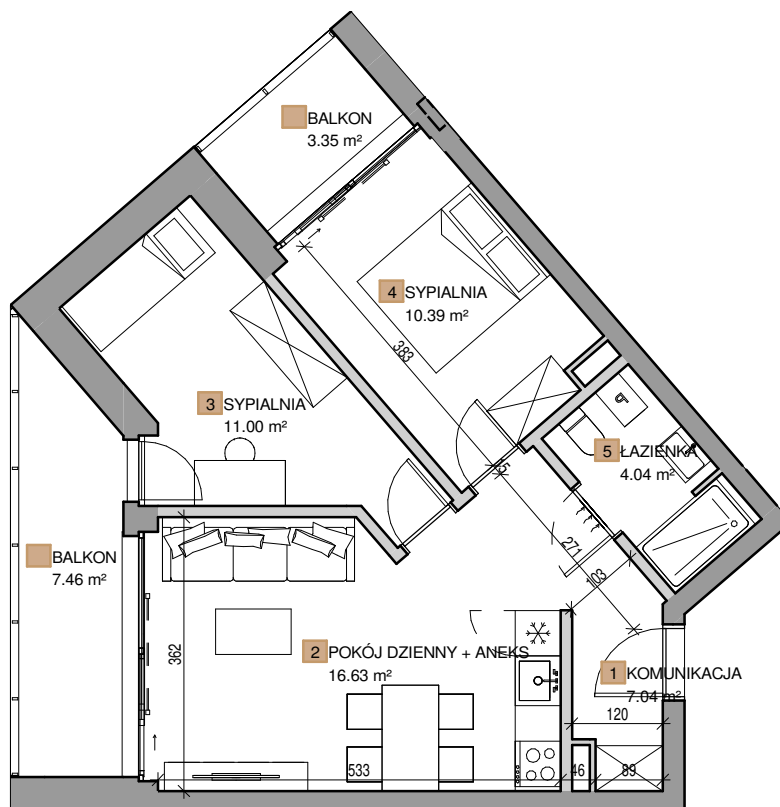 BALKON
3.35 m²
4 SYPIALNIA
10.39 m²
383
3 SYPIALNIA
11.00 m²
5 ŁAZIENKA
4.04 m²
15
271
103
BALKON
7.46 m²
362
2 POKÓJ DZIENNY + ANEKS
16.63 m²
1 KOMUNIKACJA
7.04 m²
120
533
46
89